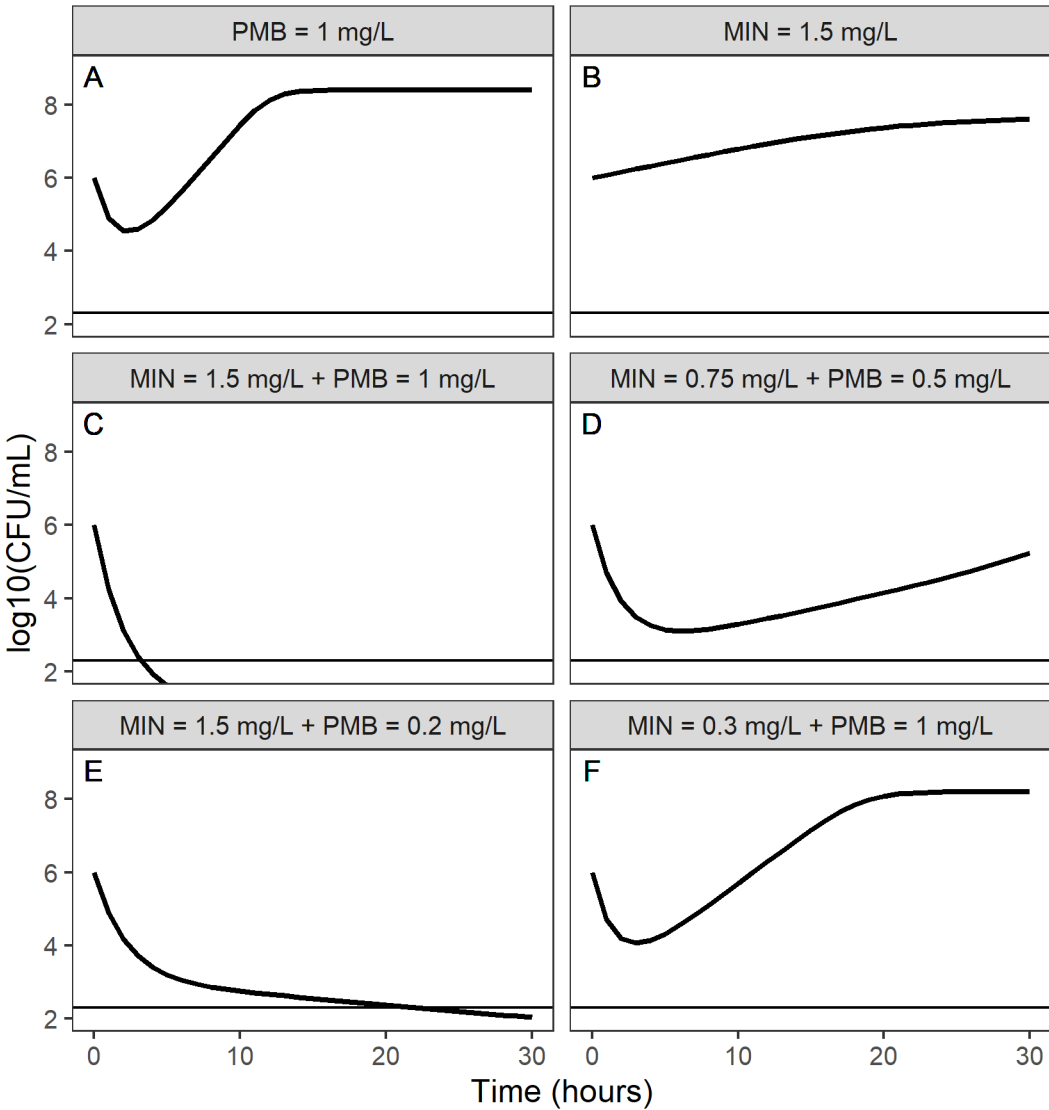 PMB = 1 mg/L
MIN = 1.5 mg/L
A
B
8
6
4
2
MIN = 1.5 mg/L + PMB = 1 mg/L
MIN = 0.75 mg/L + PMB = 0.5 mg/L
C
D
8
6
4
2
log10(CFU/mL)
MIN = 1.5 mg/L + PMB = 0.2 mg/L
MIN = 0.3 mg/L + PMB = 1 mg/L
E
F
8
6
4
2
0 10 20 30
0 10 20 30
Time (hours)